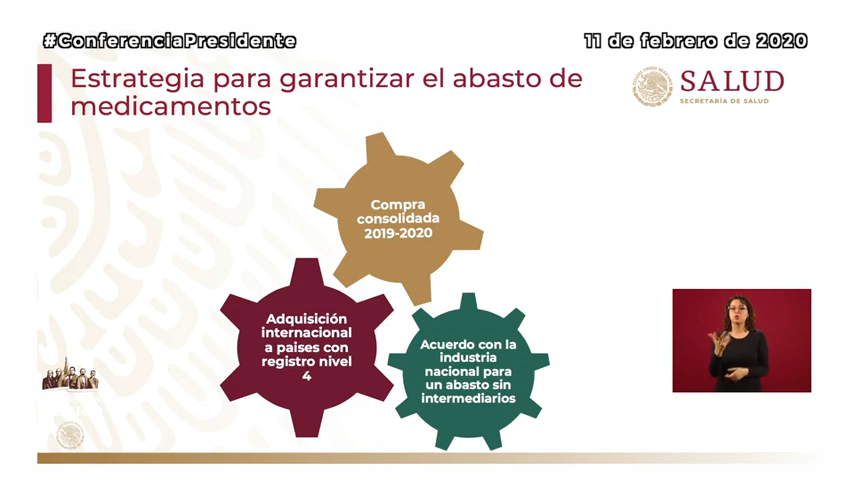 #ConferenciaPresidente
11 de febrero de 2020
Estrategia para garantizar el abasto de
medicamentos
SALUD
SECRETARÍA DE SALUD
Compra
consolidada
2019-2020
Adquisición
internacional
a paises con
registro nivel
4
Acuerdo con la
industria
nacional para
un abasto sin
intermediarios